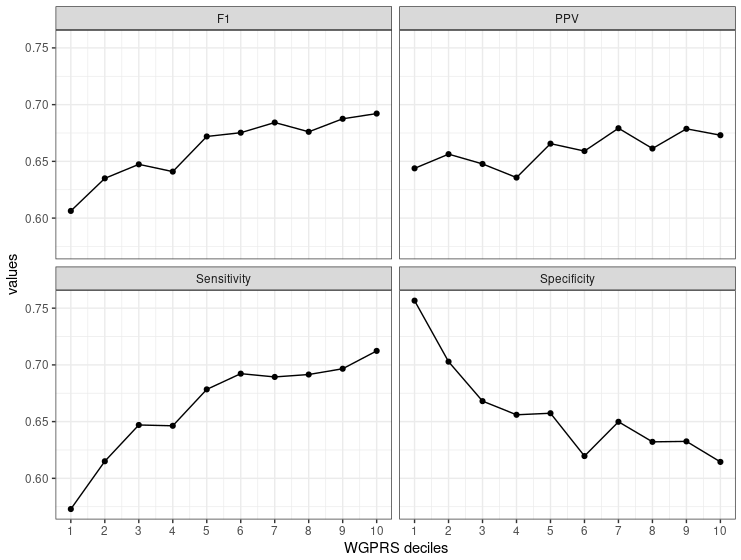 F1 PPV
0.75
0.70
0.65
0.60
values
Sensitivity Specificity
0.75
0.70
0.65
0.60
1 2 3 4 5 6 7 8 9 10 1 2 3 4 5 6 7 8 9 10
WGPRS deciles